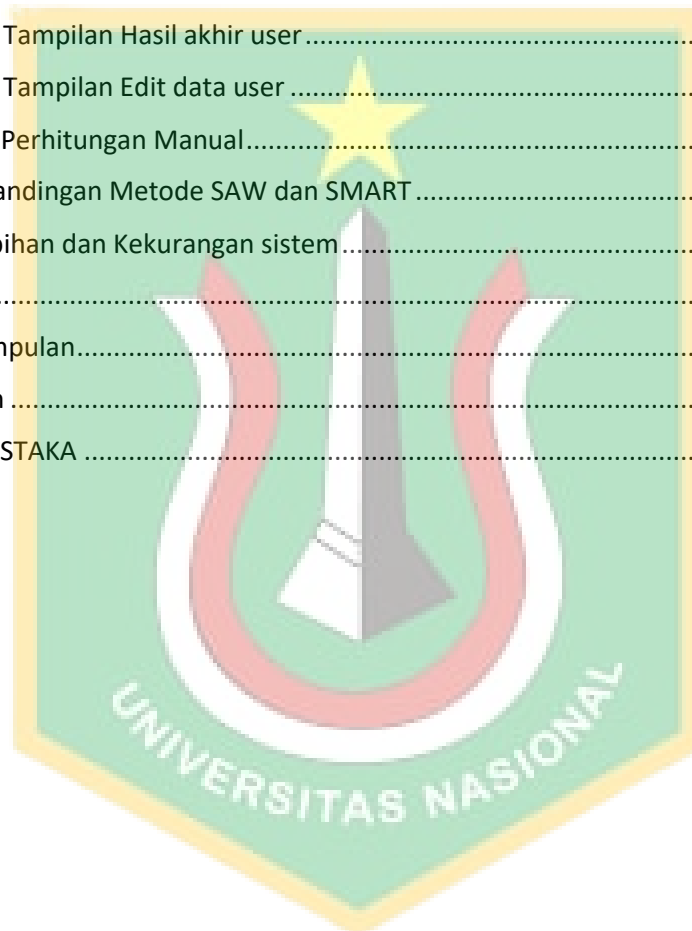 Tampilan Hasil akhir user ........................................
Tampilan Edit data user ........................................
Perhitungan Manual ........................................
andingan Metode SAW dan SMART ........................................
bihan dan Kekurangan sistem ........................................
........................................
mpulan ........................................
n ........................................
STAKA ........................................
UNIVERSITAS NASIONAL